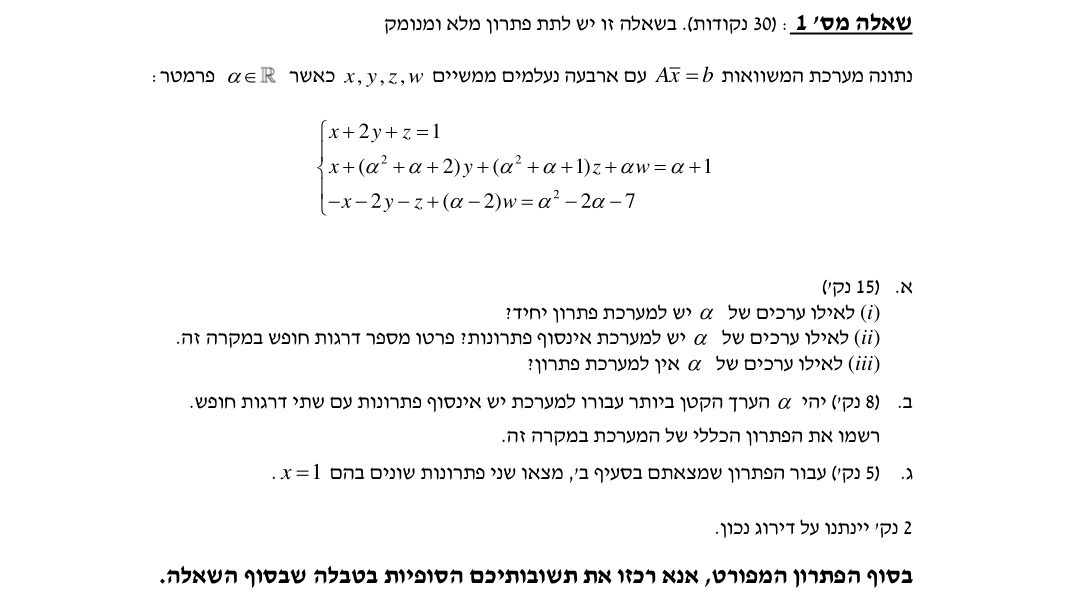 שאלה מס׳ 1 : (30 נקודות). בשאלה זו יש לתת פתרון מלא ומנומק
נתונה מערכת המשוואות Ax̅ = b עם ארבעה נעלמים ממשיים x, y, z, w כאשר α∈ℝ פרמטר:
x + 2y + z = 1
x + (α² + α + 2)y + (α² + α + 1)z + αw = α + 1
−x − 2y − z + (α − 2)w = α² − 2α − 7
א. (15 נק׳)
(i) לאילו ערכים של α יש למערכת פתרון יחיד?
(ii) לאילו ערכים של α יש למערכת אינסוף פתרונות? פרטו מספר דרגות חופש במקרה זה.
(iii) לאילו ערכים של α אין למערכת פתרון?
ב. (8 נק׳) יהי α הערך הקטן ביותר עבורו למערכת יש אינסוף פתרונות עם שתי דרגות חופש.
רשמו את הפתרון הכללי של המערכת במקרה זה.
ג. (5 נק׳) עבור הפתרון שמצאתם בסעיף ב׳, מצאו שני פתרונות שונים בהם x = 1.
2 נק׳ יינתנו על דירוג נכון.
בסוף הפתרון המפורט, אנא רכזו את תשובותיכם הסופיות בטבלה שבסוף השאלה.